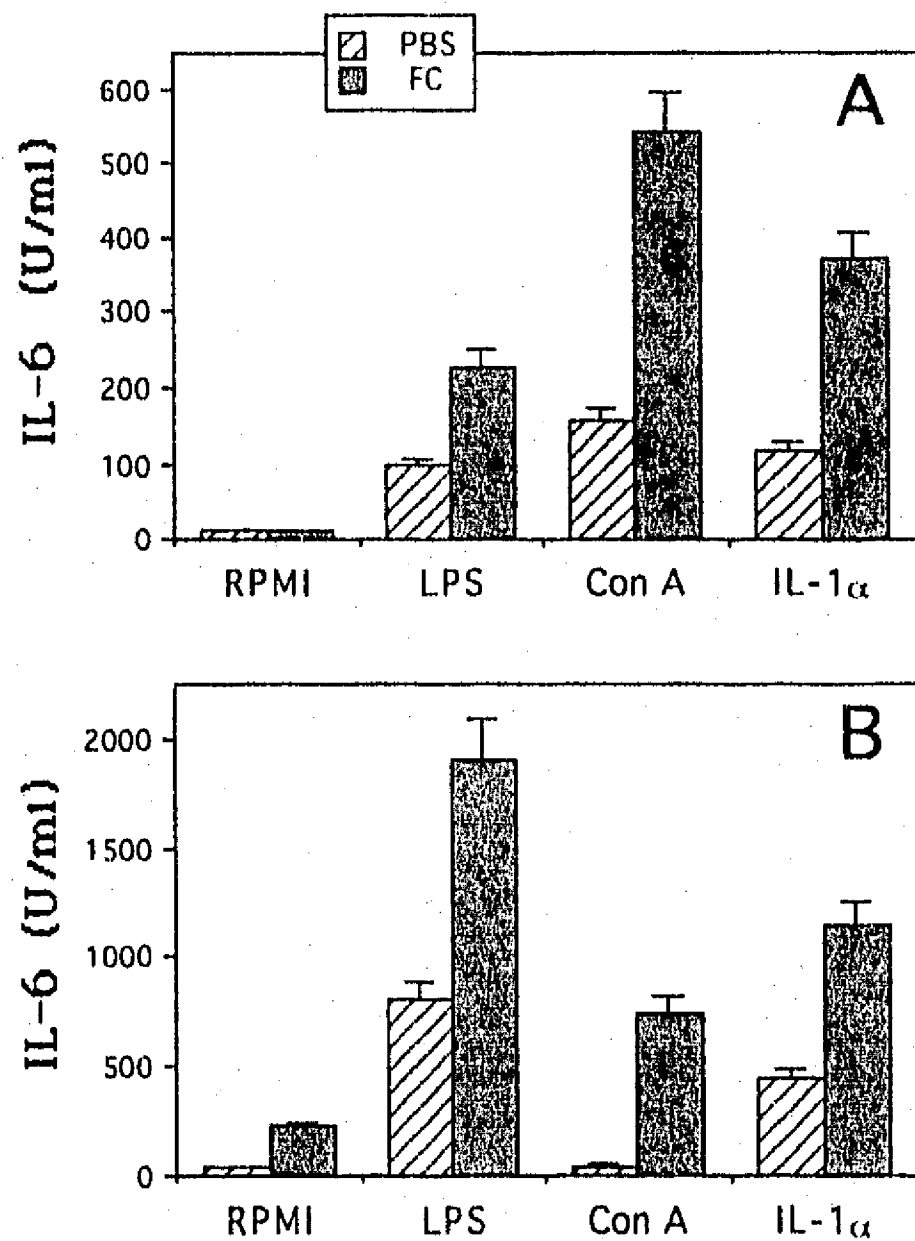 PBS
FC
A
IL-6 (U/ml)
600
500
400
300
200
100
0
RPMI LPS Con A IL-1α
B
IL-6 (U/ml)
2000
1500
1000
500
0
RPMI LPS Con A IL-1α